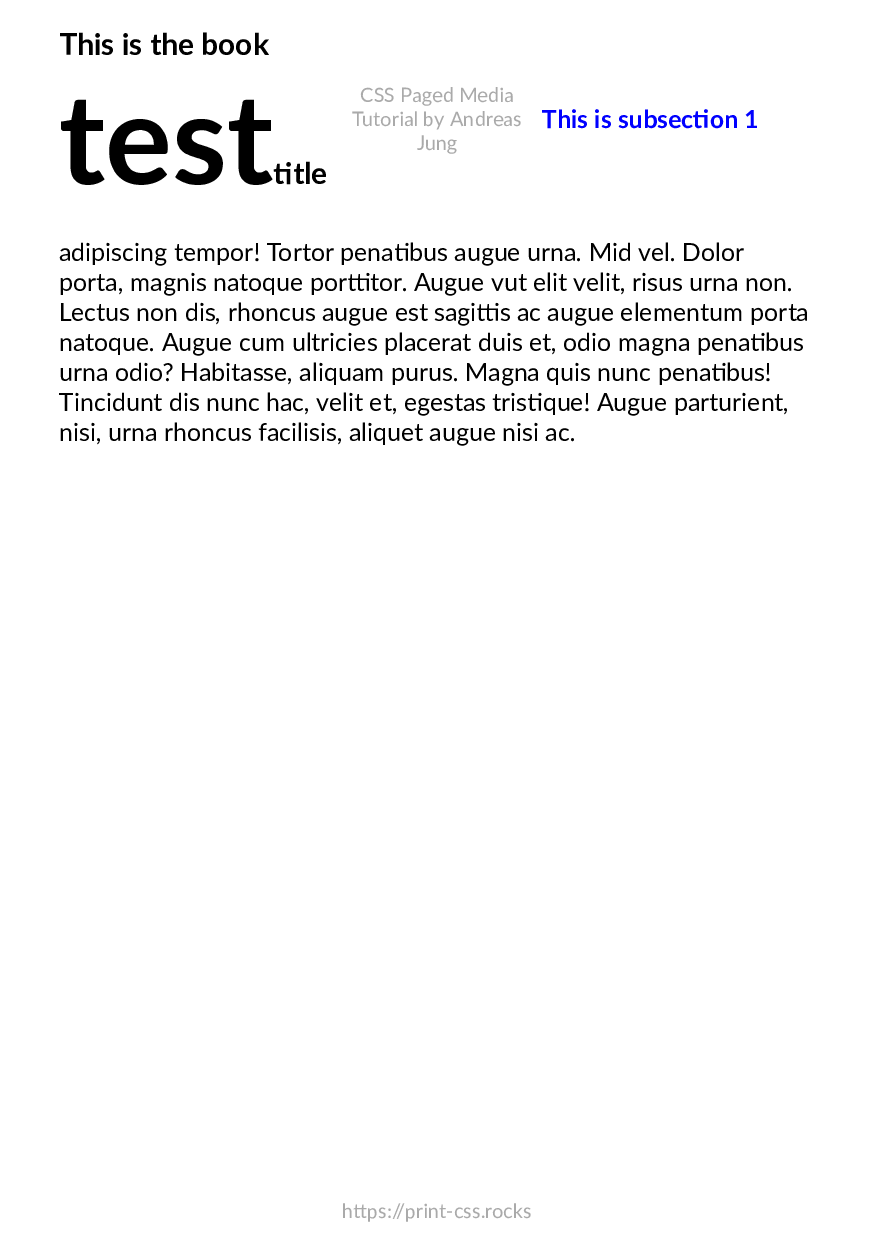 This is the book
testtitle
CSS Paged Media
Tutorial by Andreas
Jung
This is subsection 1
adipiscing tempor! Tortor penatibus augue urna. Mid vel. Dolor
porta, magnis natoque porttitor. Augue vut elit velit, risus urna non.
Lectus non dis, rhoncus augue est sagittis ac augue elementum porta
natoque. Augue cum ultricies placerat duis et, odio magna penatibus
urna odio? Habitasse, aliquam purus. Magna quis nunc penatibus!
Tincidunt dis nunc hac, velit et, egestas tristique! Augue parturient,
nisi, urna rhoncus facilisis, aliquet augue nisi ac.
https://print-css.rocks